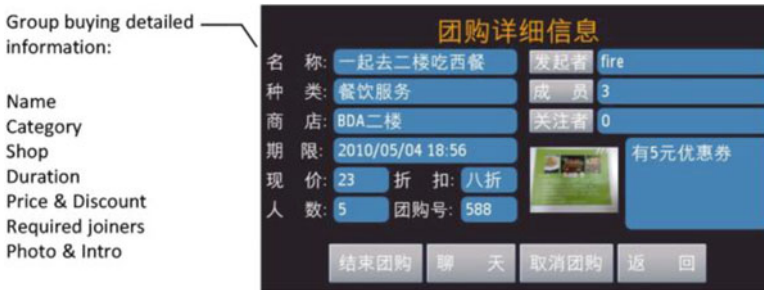 Group buying detailed
information:
Name
Category
Shop
Duration
Price & Discount
Required joiners
Photo & Intro
团购详细信息
名 称: 一起去二楼吃西餐 发起者 fire
种 类: 餐饮服务 成 员 3
商 店: BDA二楼 关注者 0
期 限: 2010/05/04 18:56 有5元优惠券
现 价: 23 折 扣: 八折
人 数: 5 团购号: 588
结束团购 聊 天 取消团购 返 回